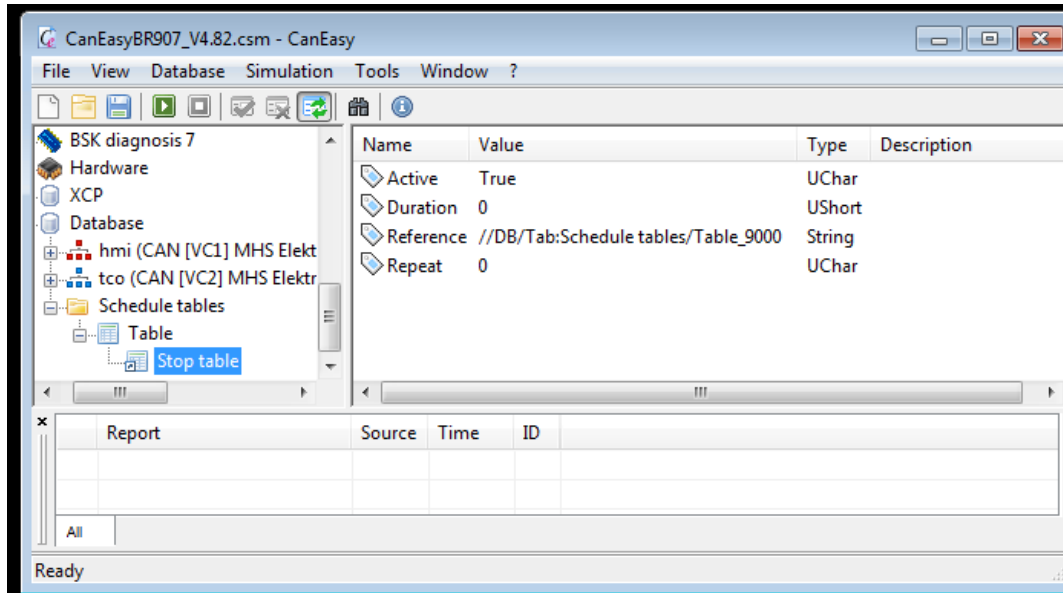 CanEasyBR907_V4.82.csm - CanEasy
File View Database Simulation Tools Window ?
BSK diagnosis 7
Hardware
XCP
Database
hmi (CAN [VC1] MHS Elekt
tco (CAN [VC2] MHS Elektr
Schedule tables
Table
Stop table
Name Value Type Description
Active True UChar
Duration 0 UShort
Reference //DB/Tab:Schedule tables/Table_9000 String
Repeat 0 UChar
Report Source Time ID
All
Ready